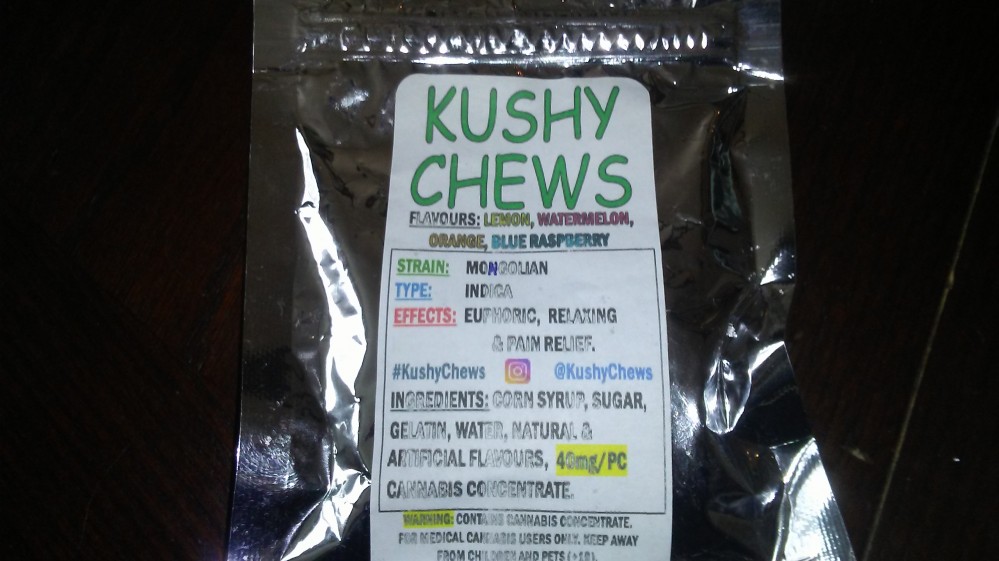 KUSHY
CHEWS
FLAVOURS: LEMON, WATERMELON,
ORANGE, BLUE RASPBERRY
STRAIN: MONGOLIAN
TYPE: INDICA
EFFECTS: EUPHORIC, RELAXING
& PAIN RELIEF.
#KushyChews @KushyChews
INGREDIENTS: CORN SYRUP, SUGAR,
GELATIN, WATER, NATURAL &
ARTIFICIAL FLAVOURS, 40mg/PC
CANNABIS CONCENTRATE.
WARNING: CONTAINS CANNABIS CONCENTRATE.
FOR MEDICAL CANNABIS USERS ONLY. KEEP AWAY
FROM CHILDREN AND PETS (+18).